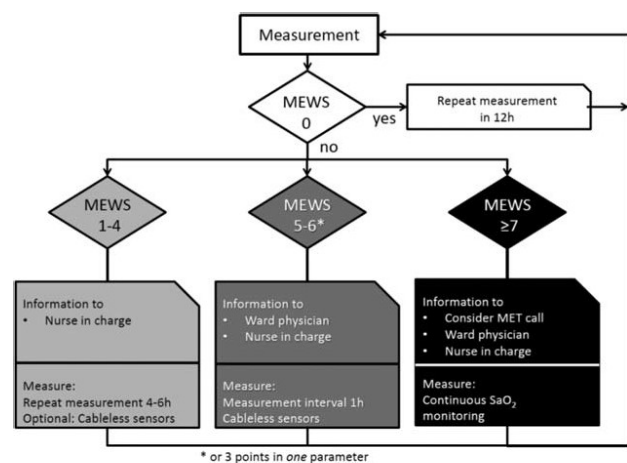 Measurement
MEWS
0
yes
Repeat measurement
in 12h
no
MEWS
1-4
MEWS
5-6*
MEWS
≥7
Information to
• Nurse in charge
Measure:
Repeat measurement 4-6h
Optional: Cableless sensors
Information to
• Ward physician
• Nurse in charge
Measure:
Measurement interval 1h
Cableless sensors
Information to
• Consider MET call
• Ward physician
• Nurse in charge
Measure:
Continuous SaO₂
monitoring
* or 3 points in one parameter